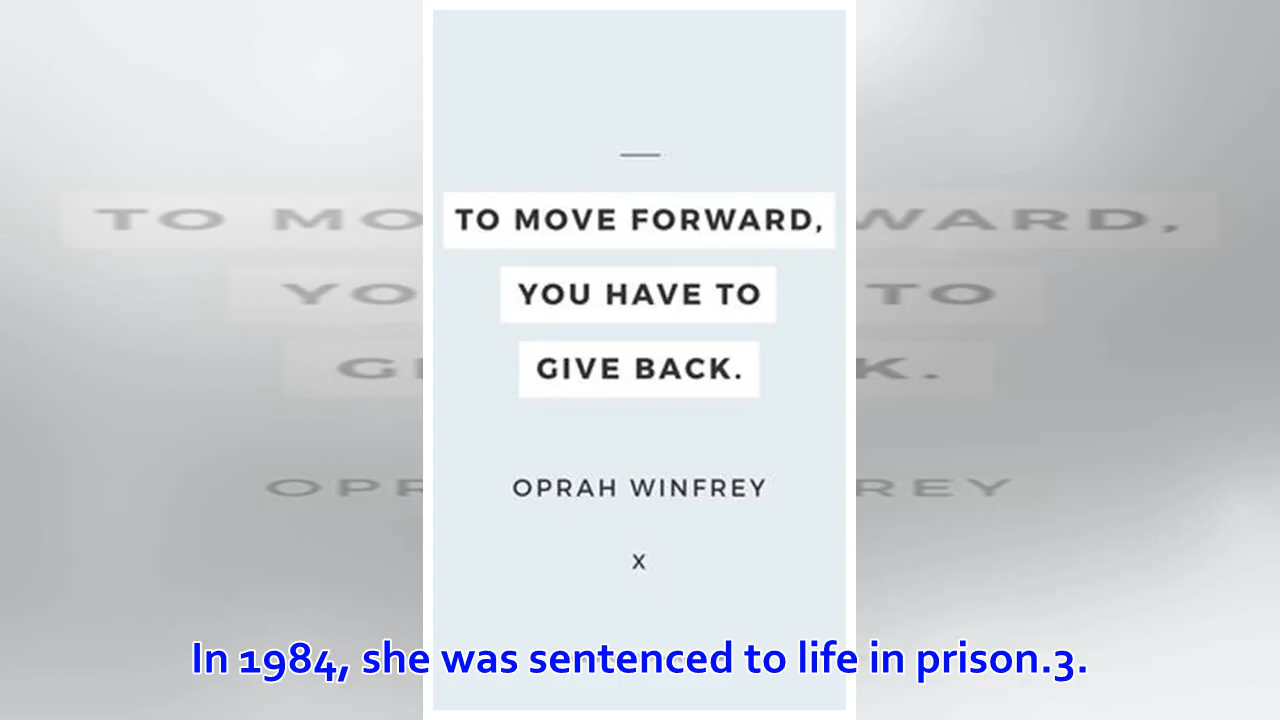 TO MOVE FORWARD,
YOU HAVE TO
GIVE BACK.
OPRAH WINFREY
X
In 1984, she was sentenced to life in prison.3.